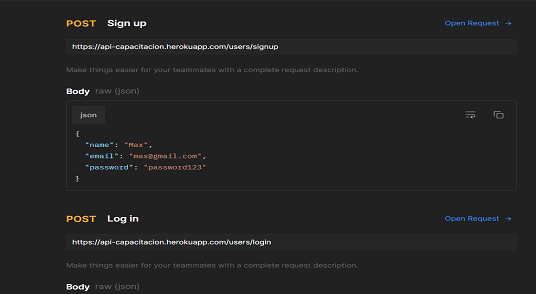 POST Sign up Open Request →
https://api-capacitacion.herokuapp.com/users/signup
Make things easier for your teammates with a complete request description.
Body raw (json)
json
{
"name": "Max",
"email": "max@gmail.com",
"password": "password123"
}
POST Log in Open Request →
https://api-capacitacion.herokuapp.com/users/login
Make things easier for your teammates with a complete request description.
Body raw (json)